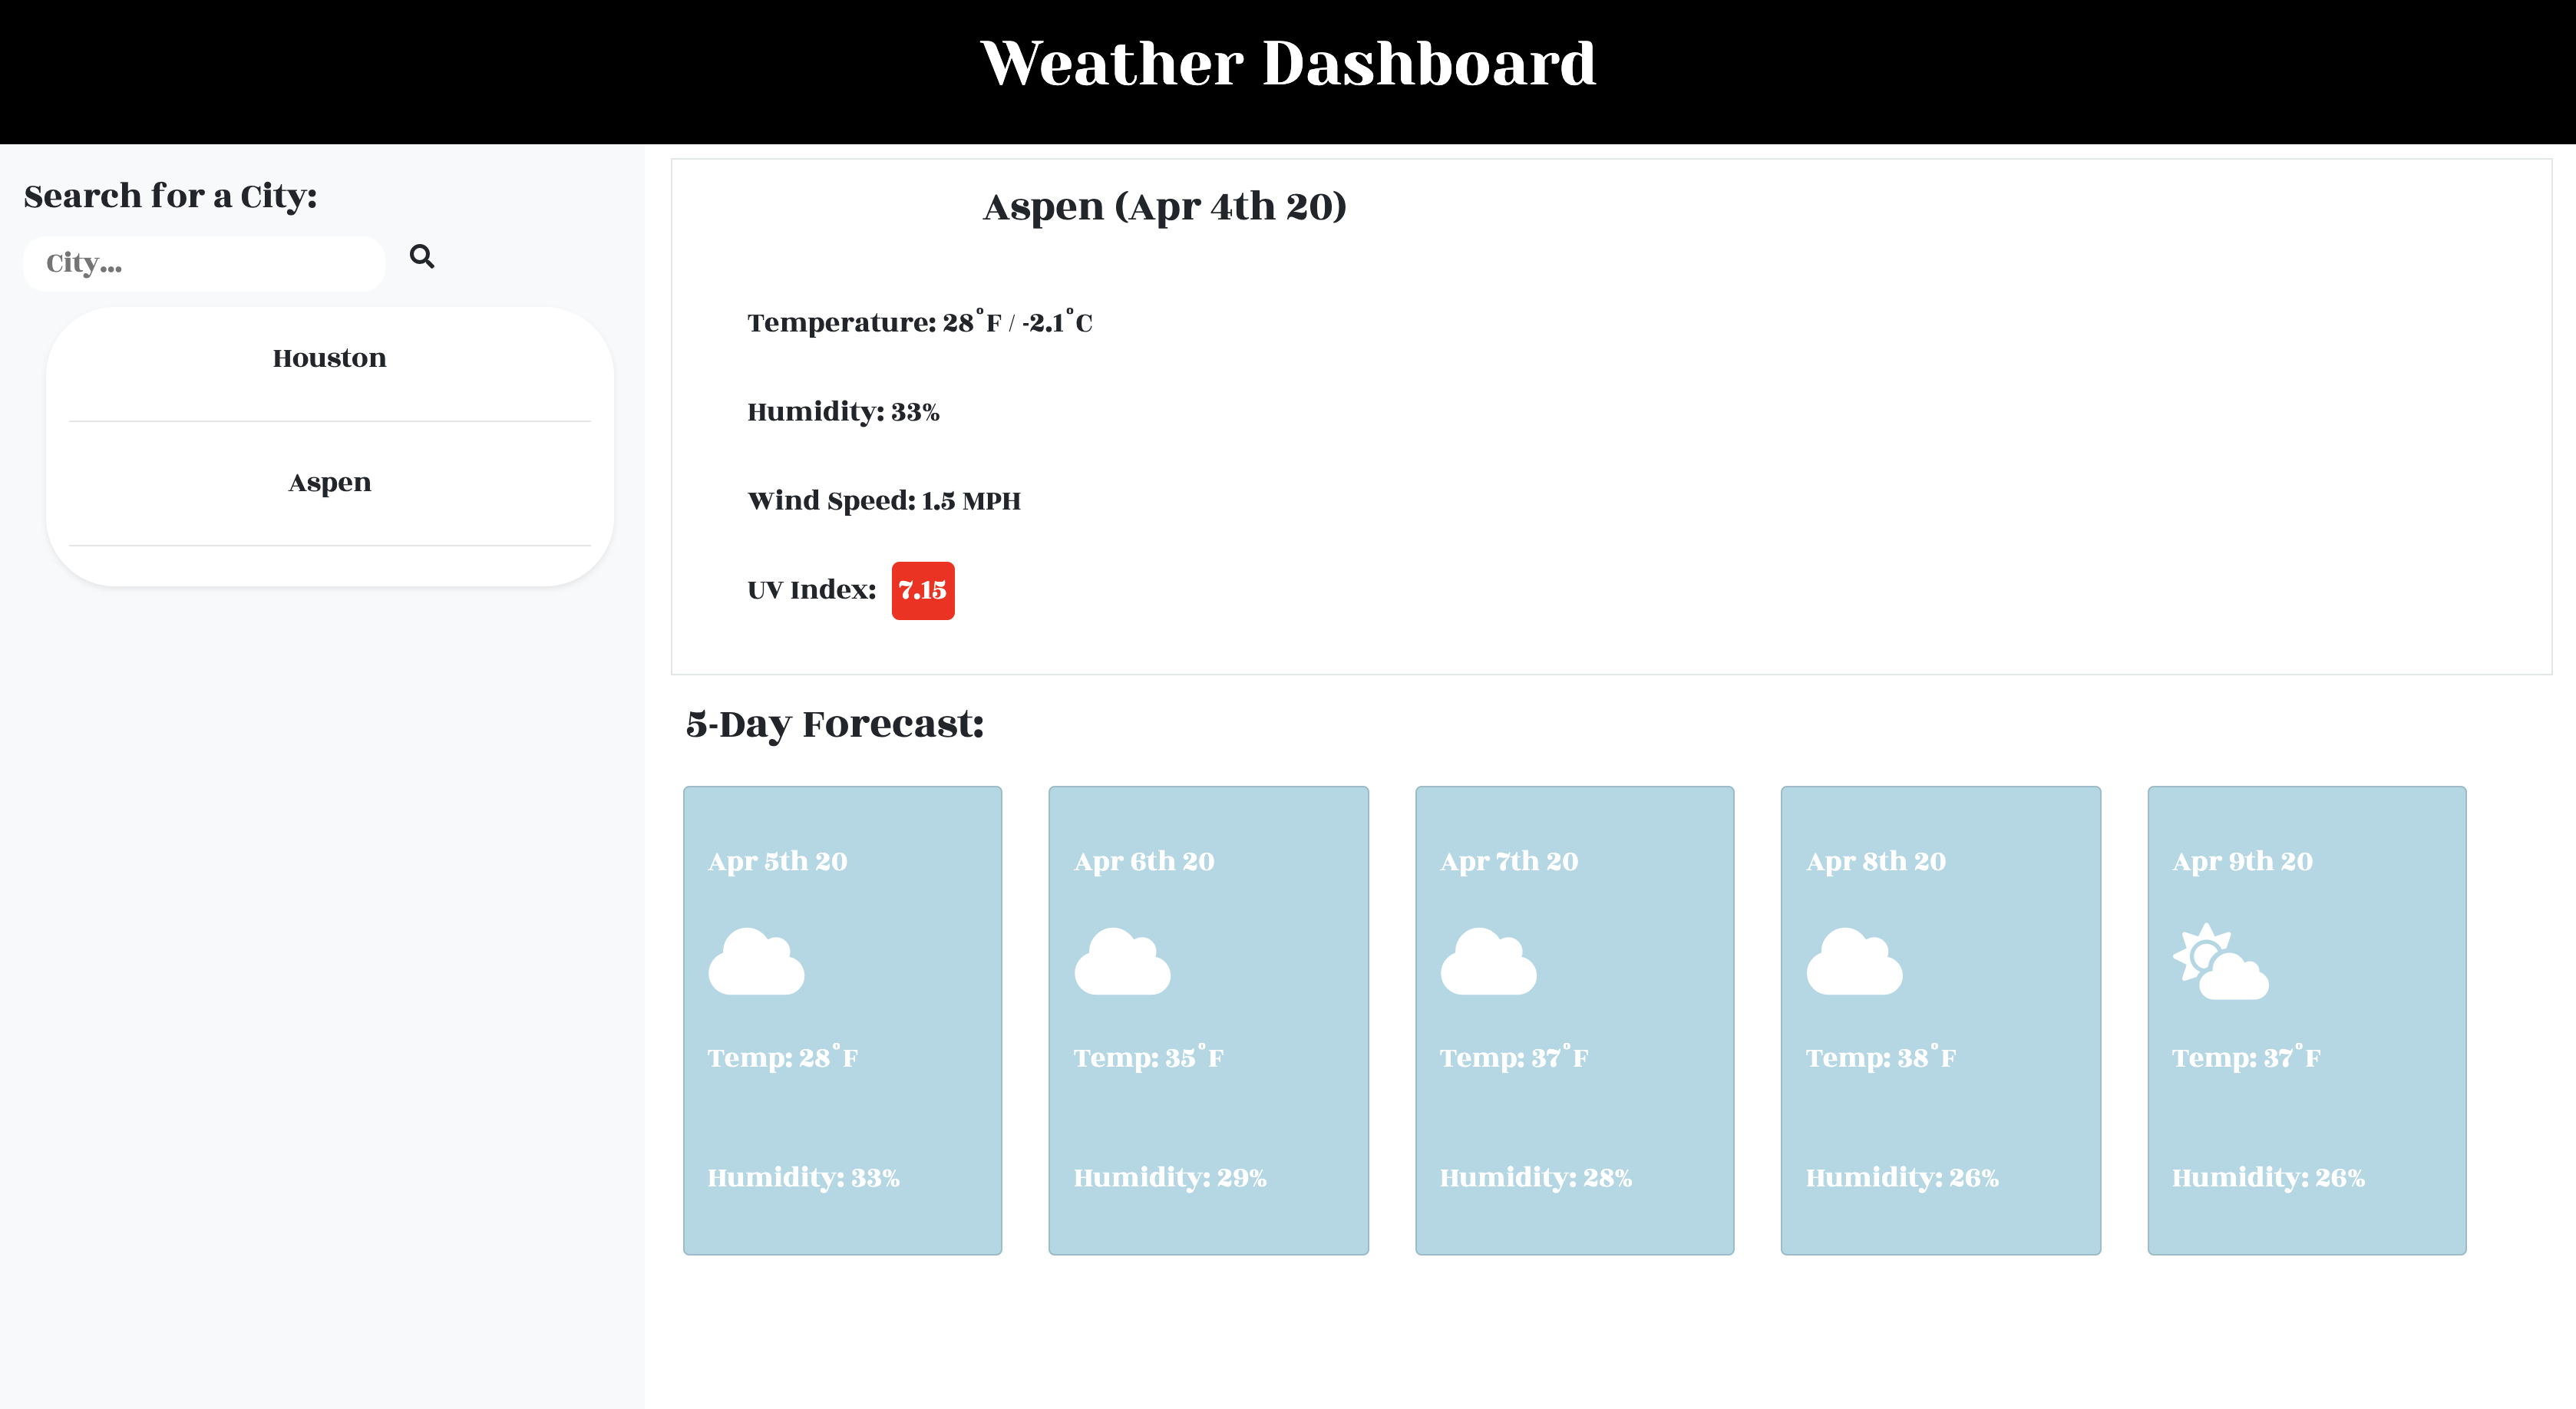 Weather Dashboard
Search for a City:
City...
Houston
Aspen
Aspen (Apr 4th 20)
Temperature: 28°F / -2.1°C
Humidity: 33%
Wind Speed: 1.5 MPH
UV Index: 7.15
5-Day Forecast:
Apr 5th 20
Temp: 28°F
Humidity: 33%
Apr 6th 20
Temp: 35°F
Humidity: 29%
Apr 7th 20
Temp: 37°F
Humidity: 28%
Apr 8th 20
Temp: 38°F
Humidity: 26%
Apr 9th 20
Temp: 37°F
Humidity: 26%